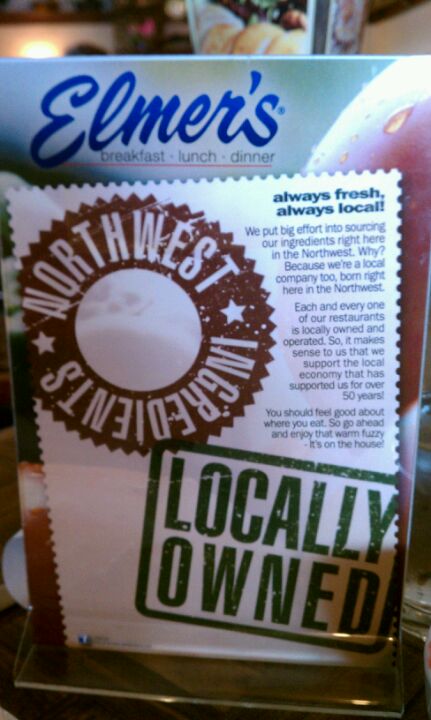 Elmer's®
breakfast · lunch · dinner
always fresh,
always local!
We put big effort into sourcing
our ingredients right here
in the Northwest. Why?
Because we're a local
company too, born right
here in the Northwest.
Each and every one
of our restaurants
is locally owned and
operated. So, it makes
sense to us that we
support the local
economy that has
supported us for over
50 years!
You should feel good about
where you eat. So go ahead
and enjoy that warm fuzzy
- It's on the house!
NORTHWEST
INGREDIENTS
LOCALLY
OWNED